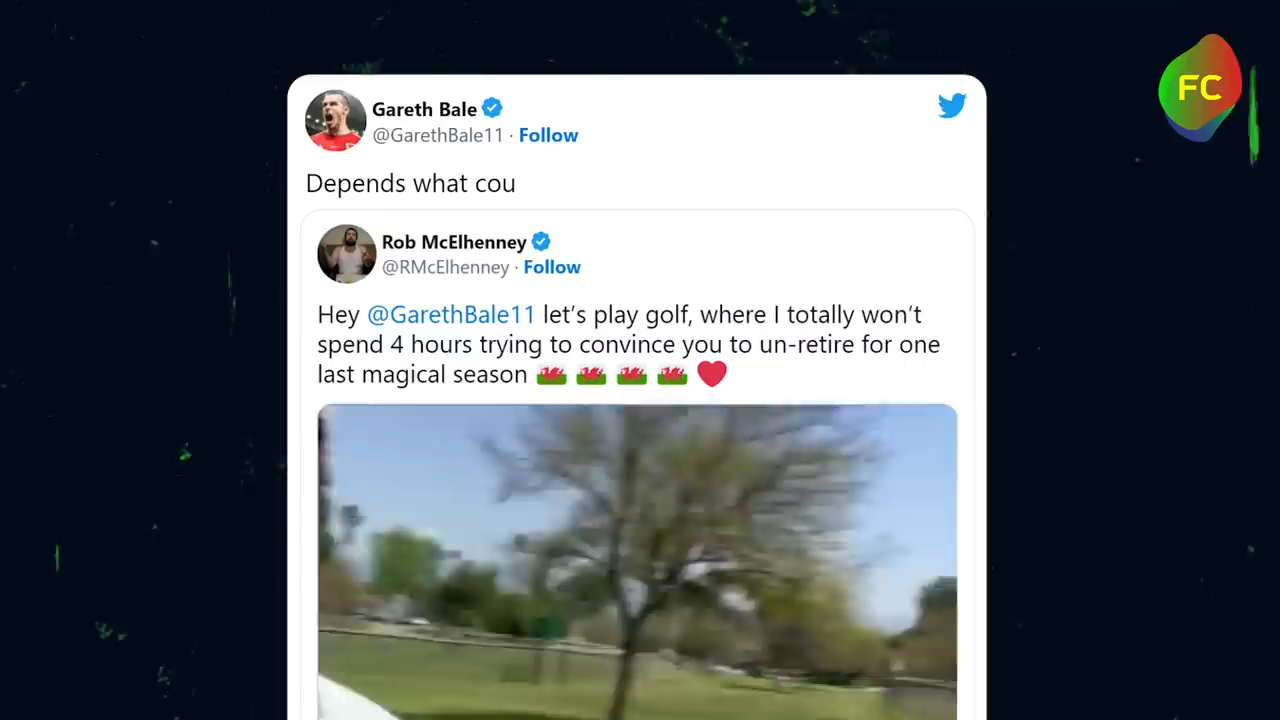 FC
Gareth Bale
@GarethBale11 · Follow
Depends what cou
Rob McElhenney
@RMcElhenney · Follow
Hey @GarethBale11 let’s play golf, where I totally won’t
spend 4 hours trying to convince you to un-retire for one
last magical season 🏴󠁧󠁢󠁷󠁬󠁳󠁿 🏴󠁧󠁢󠁷󠁬󠁳󠁿 🏴󠁧󠁢󠁷󠁬󠁳󠁿 🏴󠁧󠁢󠁷󠁬󠁳󠁿 ❤️